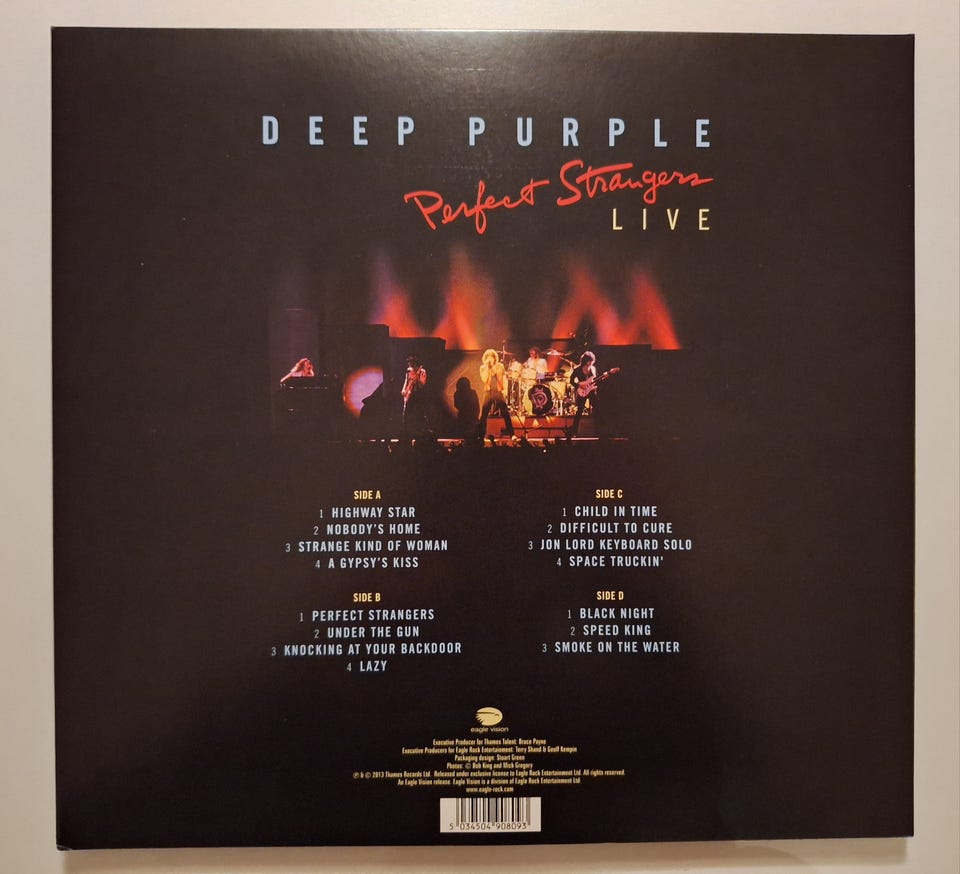 DEEP PURPLE
Perfect Strangers
LIVE
SIDE A
1 HIGHWAY STAR
2 NOBODY'S HOME
3 STRANGE KIND OF WOMAN
4 A GYPSY'S KISS
SIDE B
1 PERFECT STRANGERS
2 UNDER THE GUN
3 KNOCKING AT YOUR BACKDOOR
4 LAZY
SIDE C
1 CHILD IN TIME
2 DIFFICULT TO CURE
3 JON LORD KEYBOARD SOLO
4 SPACE TRUCKIN'
SIDE D
1 BLACK NIGHT
2 SPEED KING
3 SMOKE ON THE WATER
eagle vision
Executive Producer for Thames Talent: Bruce Payne
Executive Producers for Eagle Rock Entertainment: Terry Shand & Geoff Kempin
Packaging design: Stuart Green
Photos: © Bob King and Mick Gregory
℗ & © 2013 Thames Records Ltd. Released under exclusive license to Eagle Rock Entertainment Ltd. All rights reserved.
An Eagle Vision release. Eagle Vision is a division of Eagle Rock Entertainment Ltd.
www.eagle-rock.com
5 034504 908093